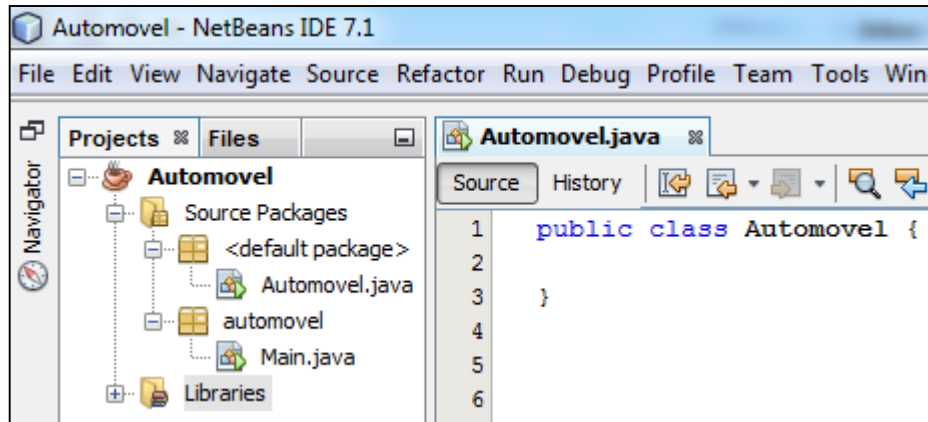 Automovel - NetBeans IDE 7.1
File Edit View Navigate Source Refactor Run Debug Profile Team Tools Win
Navigator
Projects Files
Automovel
Source Packages
<default package>
Automovel.java
automovel
Main.java
Libraries
Automovel.java
Source History
1 public class Automovel {
2
3 }
4
5
6